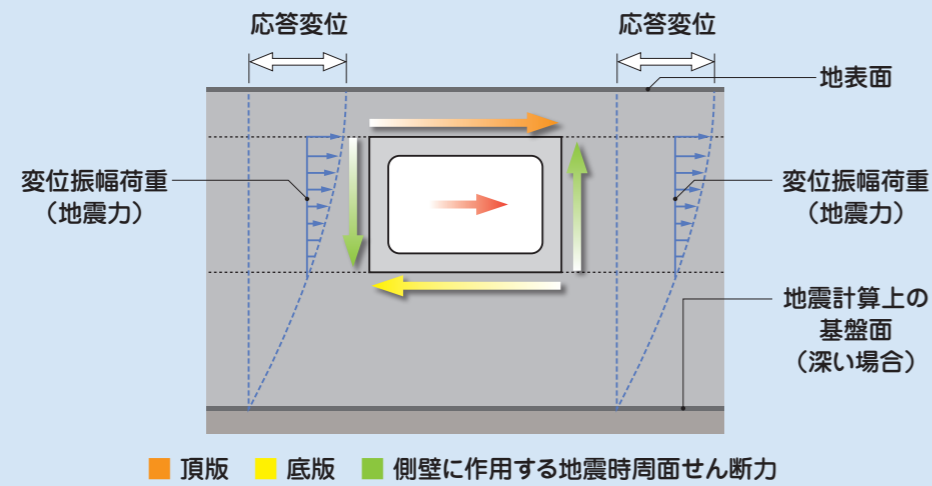 応答変位
応答変位
地表面
変位振幅荷重
（地震力）
変位振幅荷重
（地震力）
地震計算上の
基盤面
（深い場合）
頂版 底版 側壁に作用する地震時周面せん断力